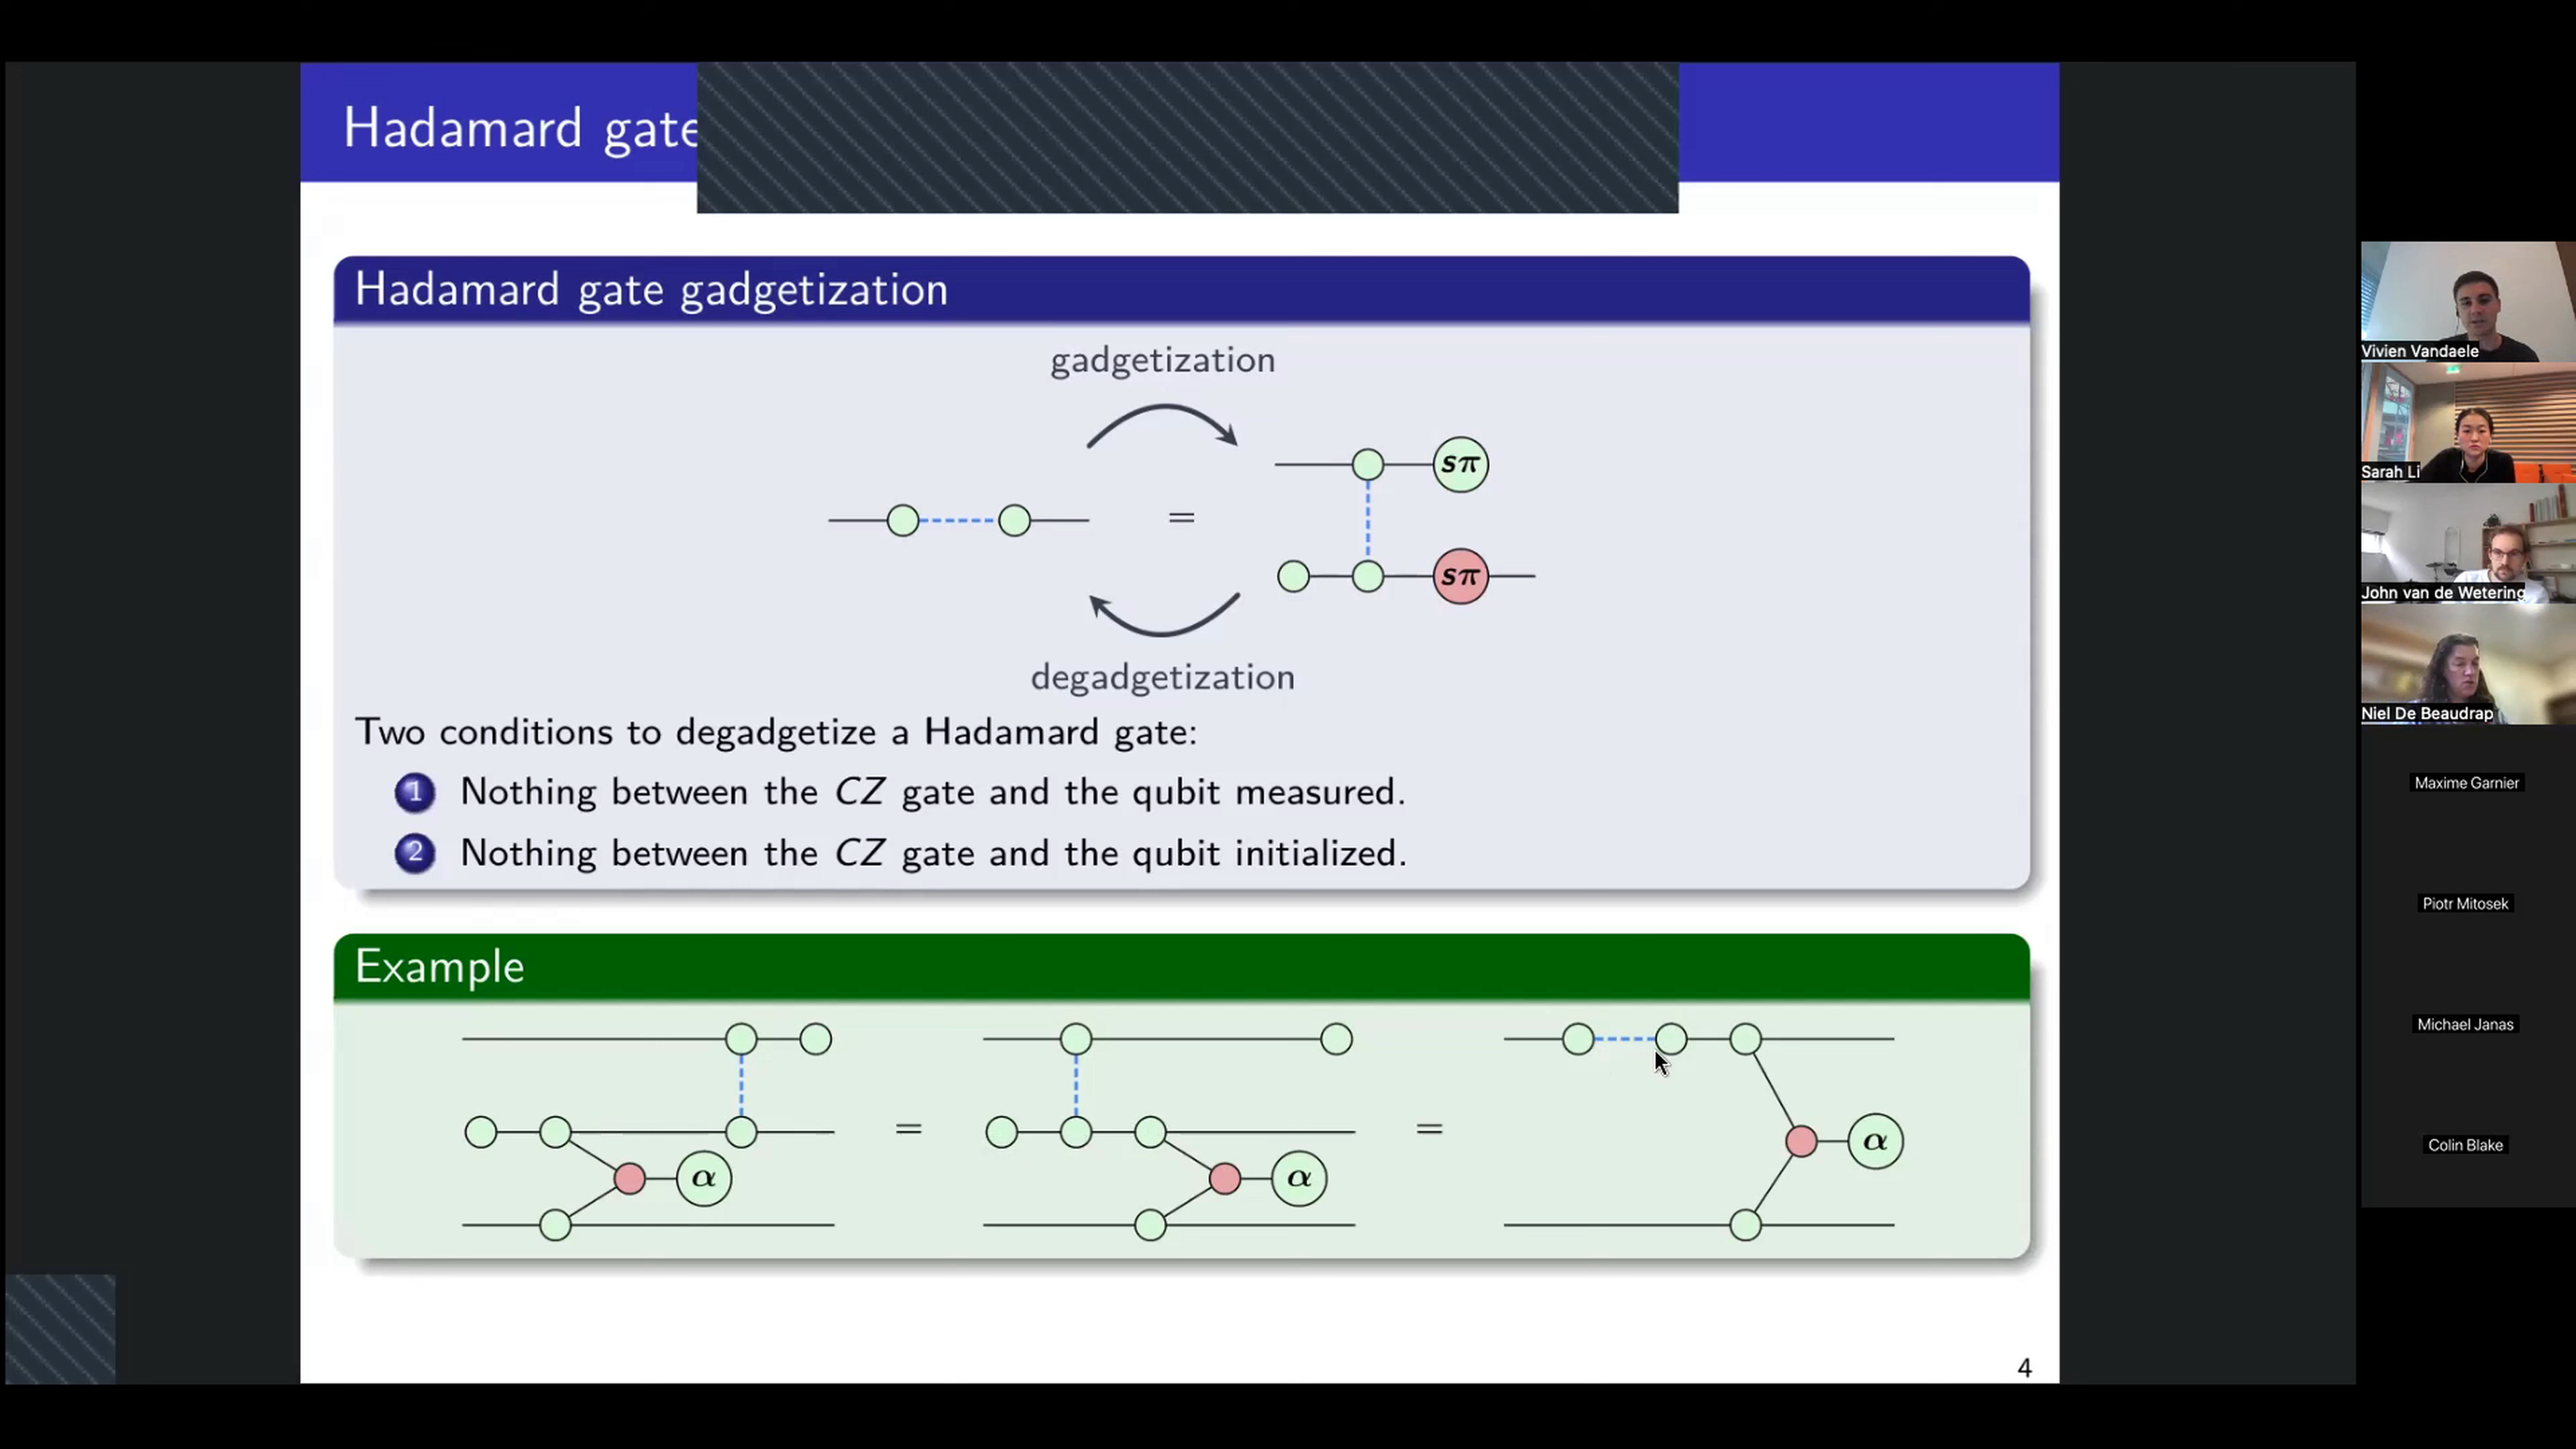 Hadamard gate
Hadamard gate gadgetization
gadgetization
sπ
=
sπ
degadgetization
Two conditions to degadgetize a Hadamard gate:
1 Nothing between the CZ gate and the qubit measured.
2 Nothing between the CZ gate and the qubit initialized.
Example
= =
α α α
4
Vivien Vandaele
Sarah Li
John van de Wetering
Niel De Beaudrap
Maxime Garnier
Piotr Mitosek
Michael Janas
Colin Blake